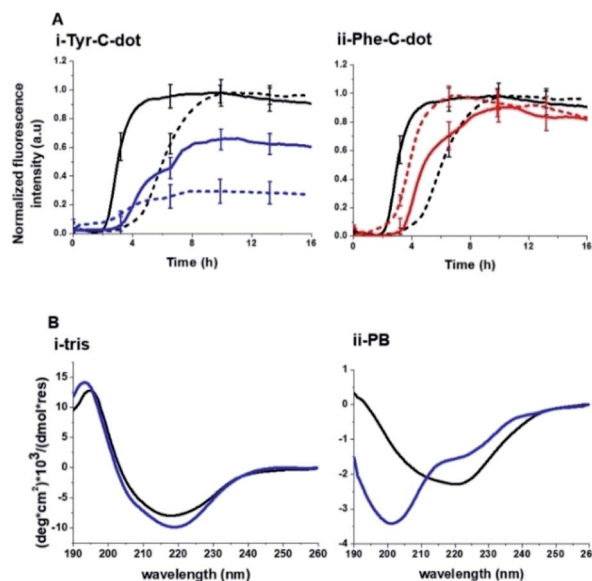 A
i-Tyr-C-dot
ii-Phe-C-dot
Normalized fluorescence
intensity (a.u)
1.0
0.8
0.6
0.4
0.2
0.0
0 4 8 12 16
Time (h)
1.0
0.8
0.6
0.4
0.2
0.0
0 4 8 12 16
Time (h)
B
i-tris
ii-PB
(deg*cm²)*10³/(dmol*res)
15
10
5
0
-5
-10
190 200 210 220 230 240 250 260
wavelength (nm)
1
0
-1
-2
-3
-4
190 200 210 220 230 240 250 260
wavelength (nm)